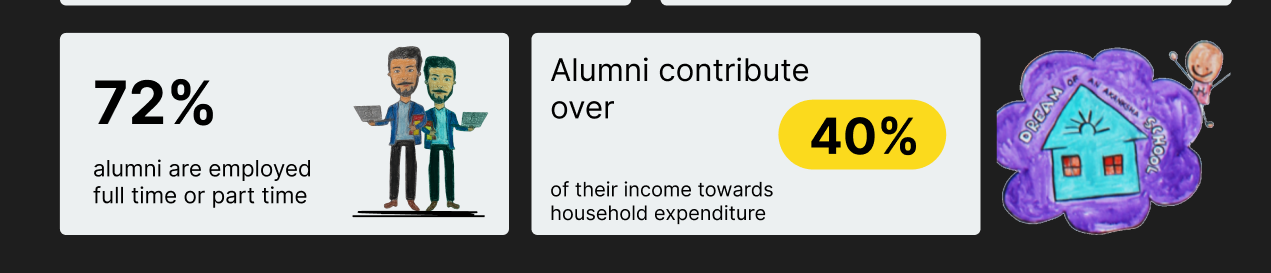 72%
alumni are employed
full time or part time
Alumni contribute
over
40%
of their income towards
household expenditure
DREAM OF AN AKANKSHA SCHOOL